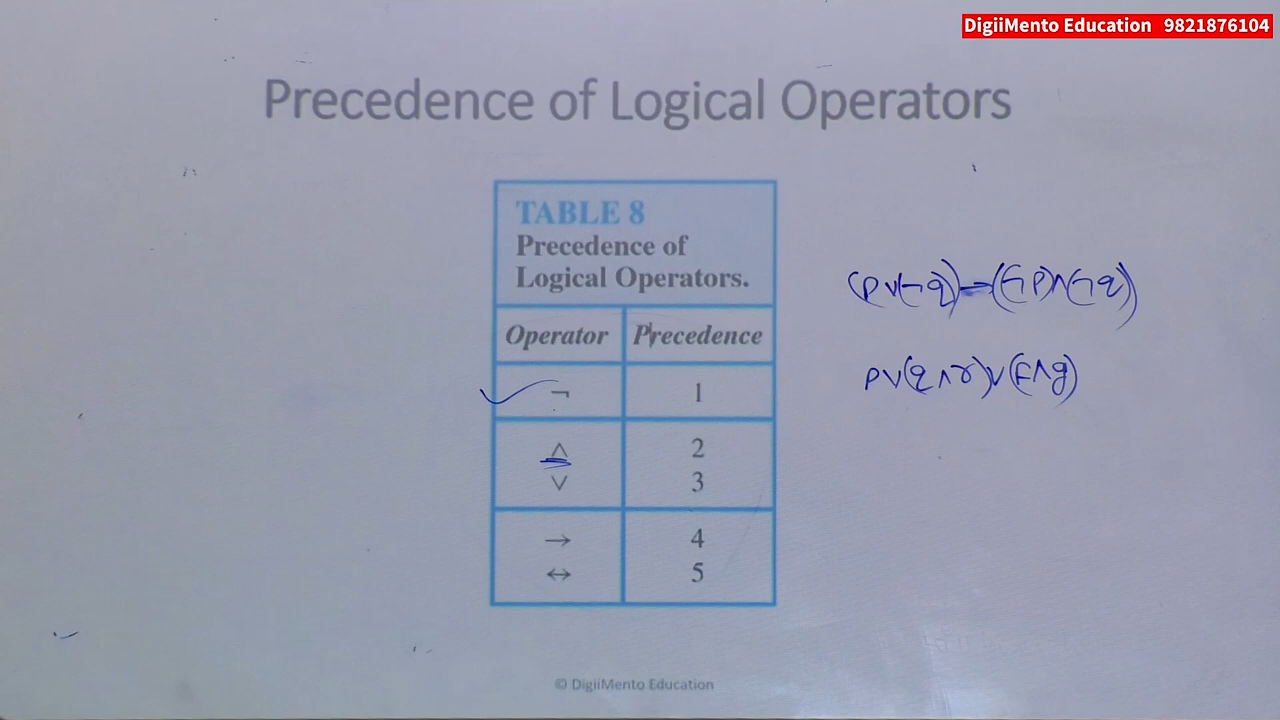 DigiiMento Education 9821876104
Precedence of Logical Operators
TABLE 8
Precedence of
Logical Operators.
Operator Precedence
¬ 1
∧ 2
∨ 3
→ 4
↔ 5
(p∨(¬q)→(¬p)∧(¬q))
p∨(q∧r)∨(F∧g)
© DigiiMento Education